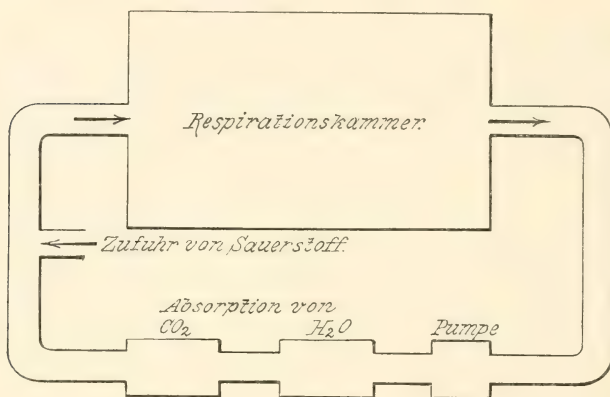 Respirationskammer.
Zufuhr von Sauerstoff.
Absorption von
CO₂ H₂O Pumpe